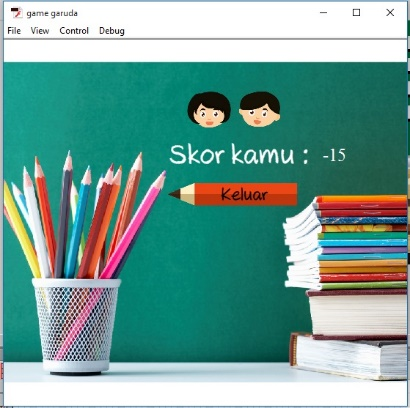 game garuda
File View Control Debug
Skor kamu : -15
Keluar